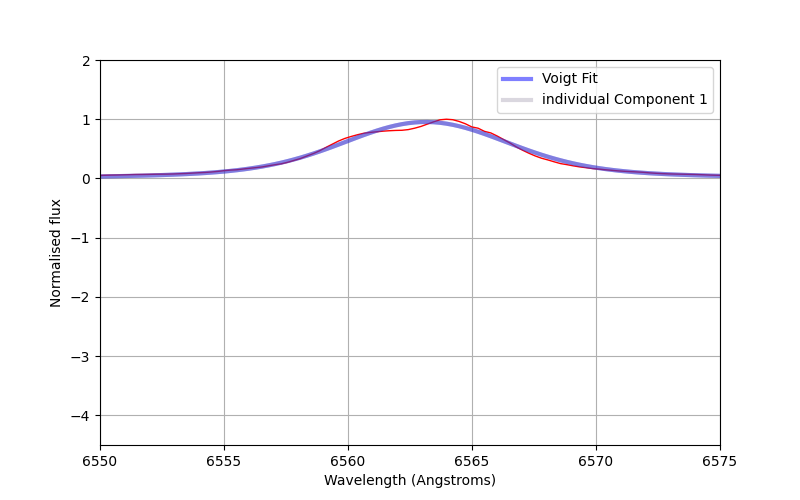 Voigt Fit
individual Component 1
2
1
0
−1
−2
−3
−4
Normalised flux
6550 6555 6560 6565 6570 6575
Wavelength (Angstroms)